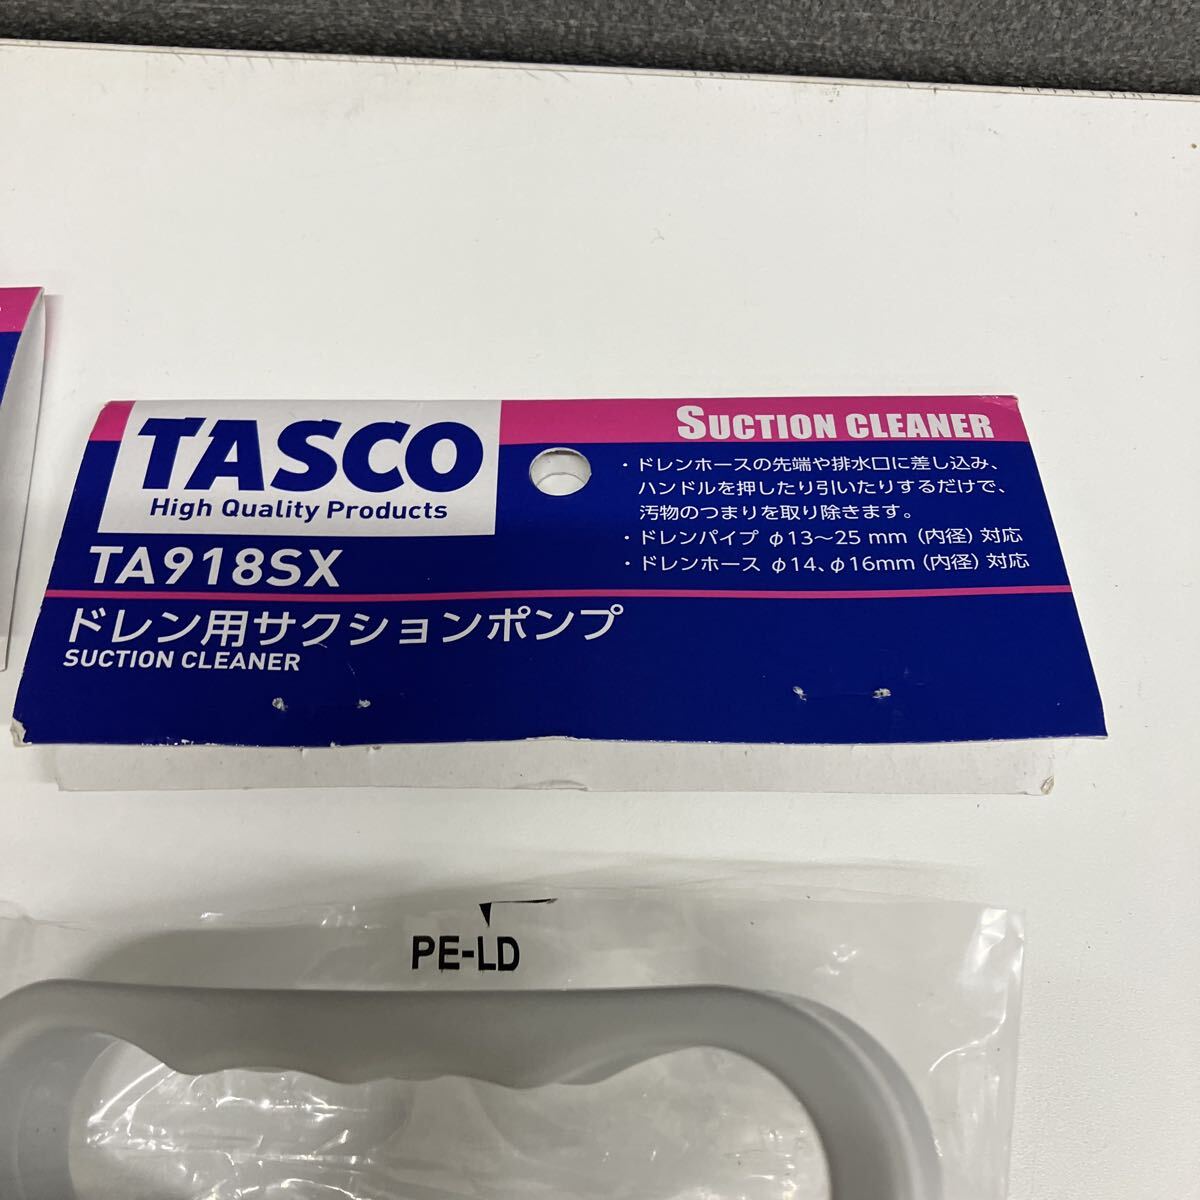 TASCO
High Quality Products
TA918SX
ドレン用サクションポンプ
SUCTION CLEANER
SUCTION CLEANER
・ドレンホースの先端や排水口に差し込み、
ハンドルを押したり引いたりするだけで、
汚物のつまりを取り除きます。
・ドレンパイプ φ13～25 mm（内径）対応
・ドレンホース φ14、φ16mm（内径）対応
PE-LD